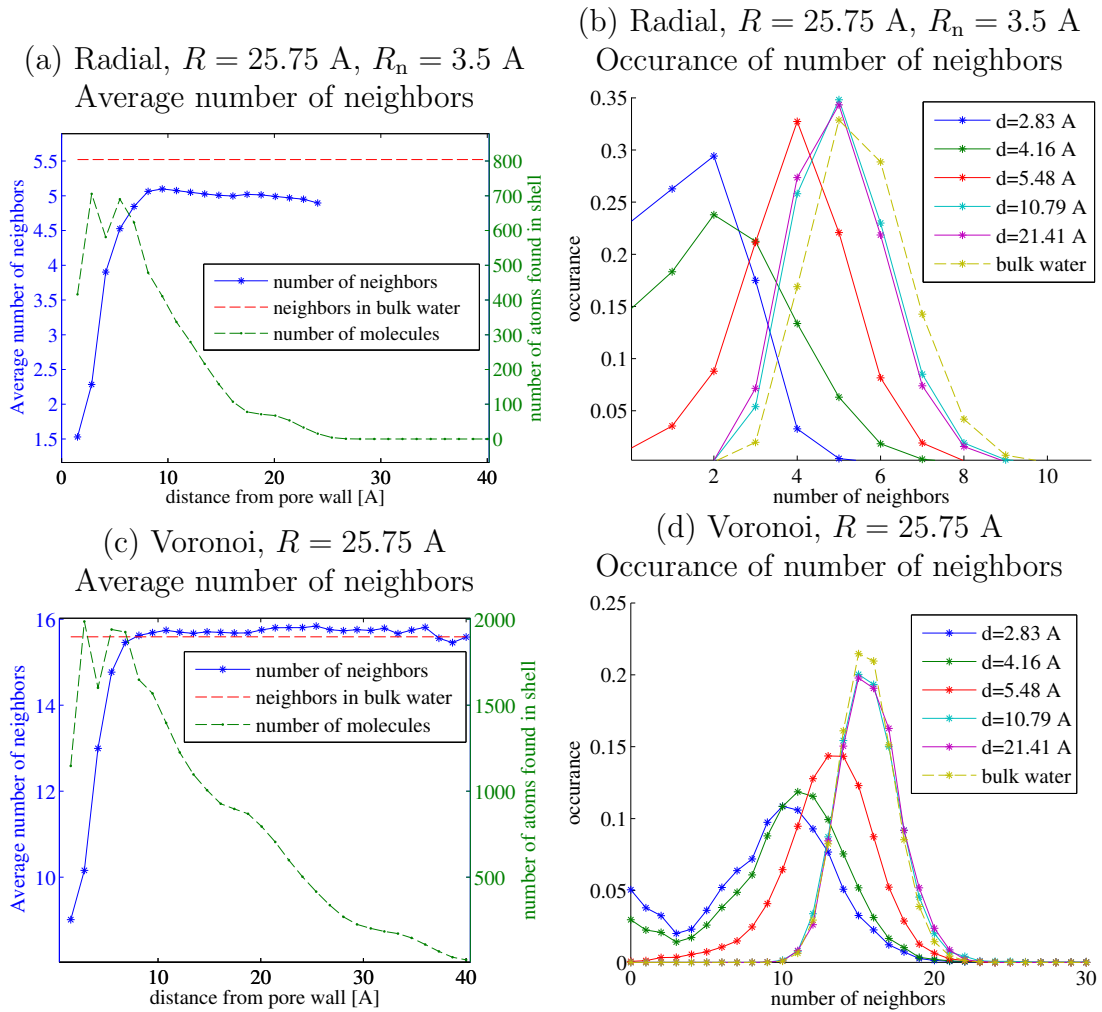 (a) Radial, R = 25.75 A, Rn = 3.5 A
Average number of neighbors
5.5
5
4.5
4
3.5
3
2.5
2
1.5
Average number of neighbors
800
700
600
500
400
300
200
100
0
number of atoms found in shell
number of neighbors
neighbors in bulk water
number of molecules
0
10
20
30
40
distance from pore wall [A]
(b) Radial, R = 25.75 A, Rn = 3.5 A
Occurance of number of neighbors
0.35
0.30
0.25
0.20
0.15
0.10
0.05
occurance
d=2.83 A
d=4.16 A
d=5.48 A
d=10.79 A
d=21.41 A
bulk water
2
4
6
8
10
number of neighbors
(c) Voronoi, R = 25.75 A
Average number of neighbors
16
14
12
10
Average number of neighbors
2000
1500
1000
500
number of atoms found in shell
number of neighbors
neighbors in bulk water
number of molecules
10
20
30
40
distance from pore wall [A]
(d) Voronoi, R = 25.75 A
Occurance of number of neighbors
0.25
0.2
0.15
0.10
0.05
0
occurance
d=2.83 A
d=4.16 A
d=5.48 A
d=10.79 A
d=21.41 A
bulk water
0
10
20
30
number of neighbors